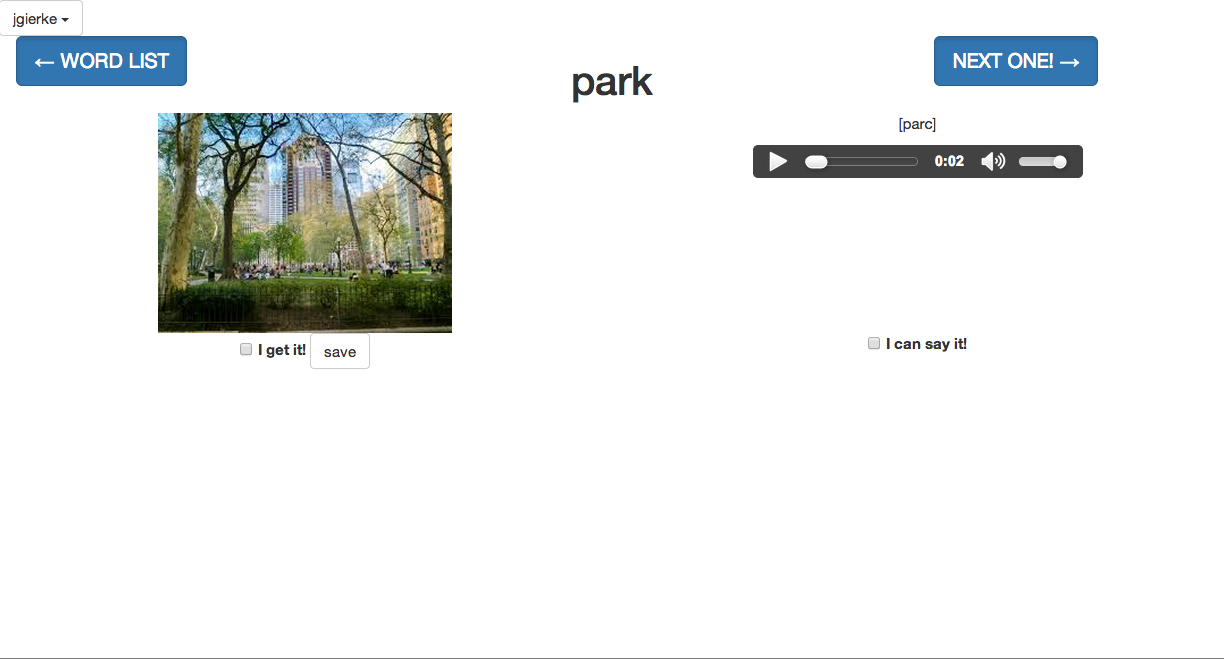 jgierke
← WORD LIST
NEXT ONE! →
park
[parc]
0:02
I get it!
save
I can say it!